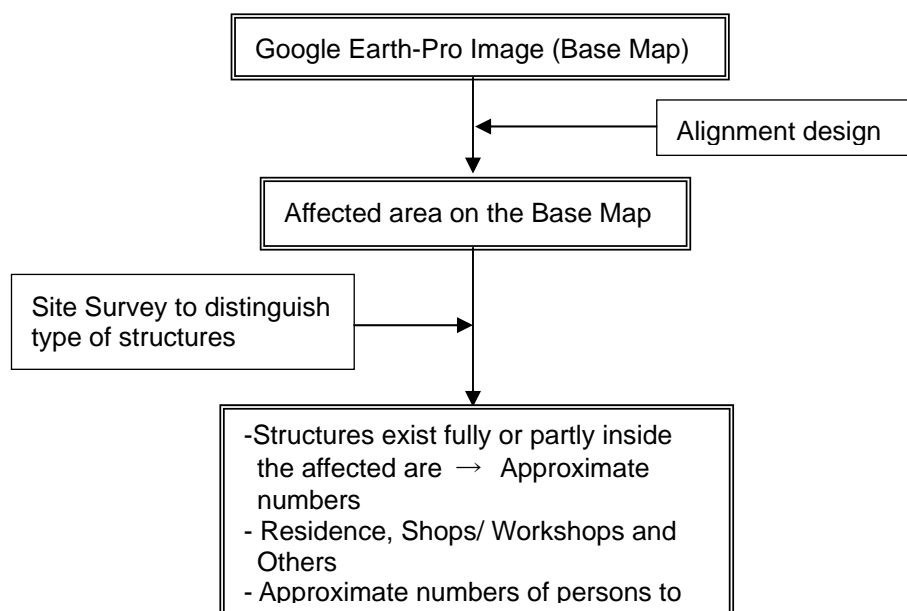 Google Earth-Pro Image (Base Map)
Alignment design
Affected area on the Base Map
Site Survey to distinguish
type of structures
-Structures exist fully or partly inside
the affected are → Approximate
numbers
- Residence, Shops/ Workshops and
Others
- Approximate numbers of persons to